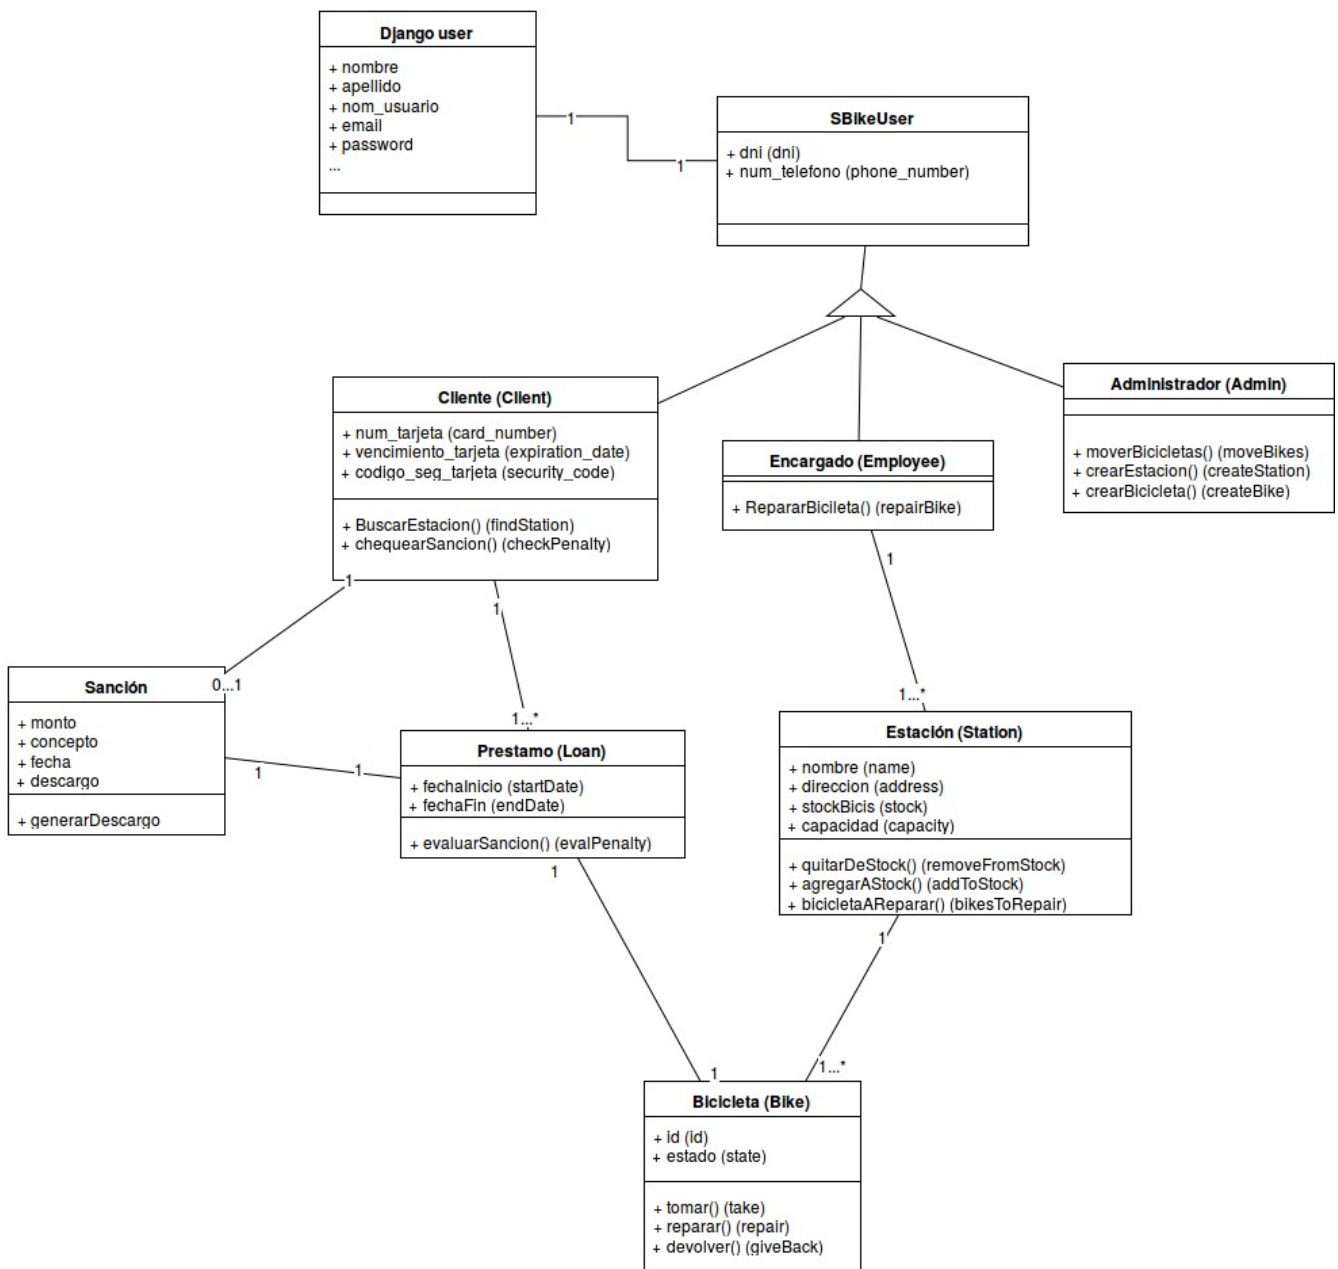 Django user
+ nombre
+ apellido
+ nom_usuario
+ email
+ password
...
1
1
SBikeUser
+ dni (dni)
+ num_telefono (phone_number)
Cliente (Client)
+ num_tarjeta (card_number)
+ vencimiento_tarjeta (expiration_date)
+ codigo_seg_tarjeta (security_code)
+ BuscarEstacion() (findStation)
+ chequearSancion() (checkPenalty)
Encargado (Employee)
+ RepararBicileta() (repairBike)
Administrador (Admin)
+ moverBicicletas() (moveBikes)
+ crearEstacion() (createStation)
+ crearBicicleta() (createBike)
1
1
1
0...1
1...*
1...*
Sanción
+ monto
+ concepto
+ fecha
+ descargo
+ generarDescargo
1
1
Prestamo (Loan)
+ fechaInicio (startDate)
+ fechaFin (endDate)
+ evaluarSancion() (evalPenalty)
Estación (Station)
+ nombre (name)
+ direccion (address)
+ stockBicis (stock)
+ capacidad (capacity)
+ quitarDeStock() (removeFromStock)
+ agregarAStock() (addToStock)
+ bicicletaAReparar() (bikesToRepair)
1
1
1
1...*
Bicicleta (Bike)
+ id (id)
+ estado (state)
+ tomar() (take)
+ reparar() (repair)
+ devolver() (giveBack)